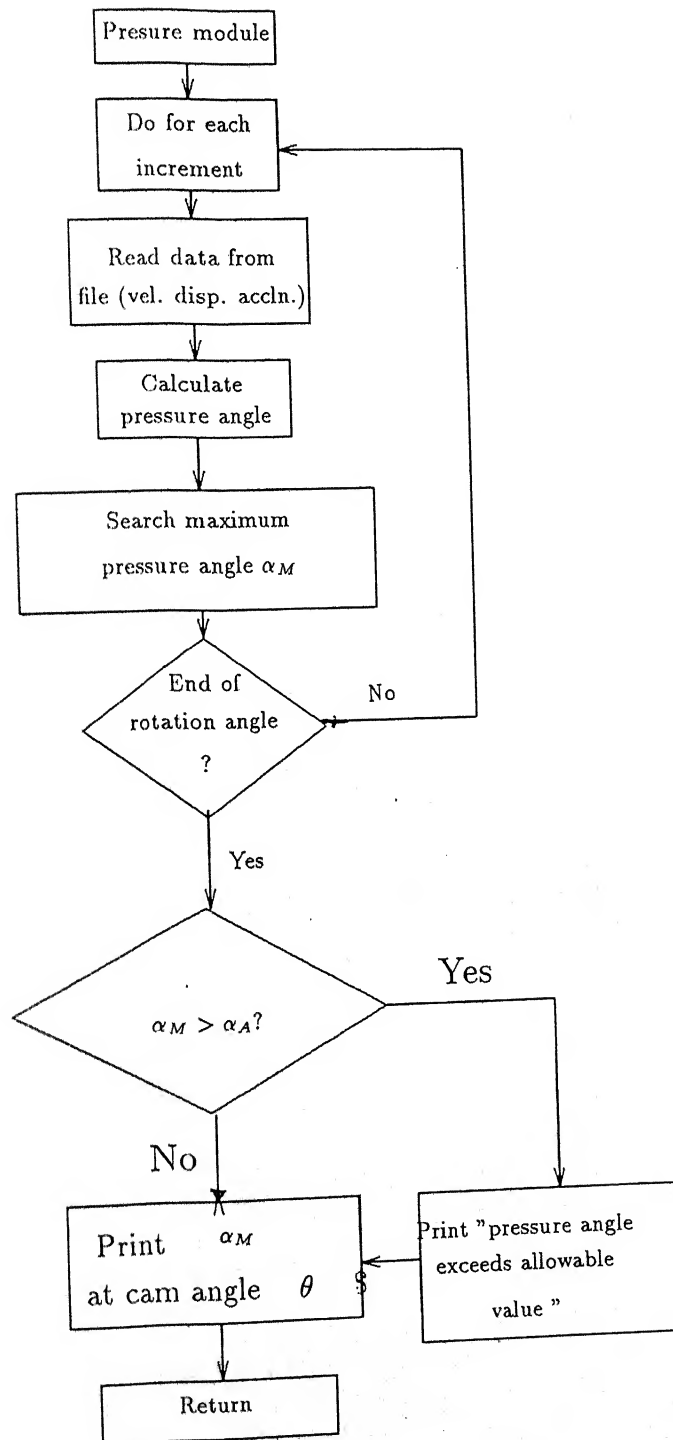 Presure module
Do for each
increment
Read data from
file (vel. disp. accln.)
Calculate
pressure angle
Search maximum
pressure angle α_M
End of
rotation angle
?
No
Yes
α_M > α_A?
Yes
No
Print α_M
at cam angle θ S
Print "pressure angle
exceeds allowable
value "
Return